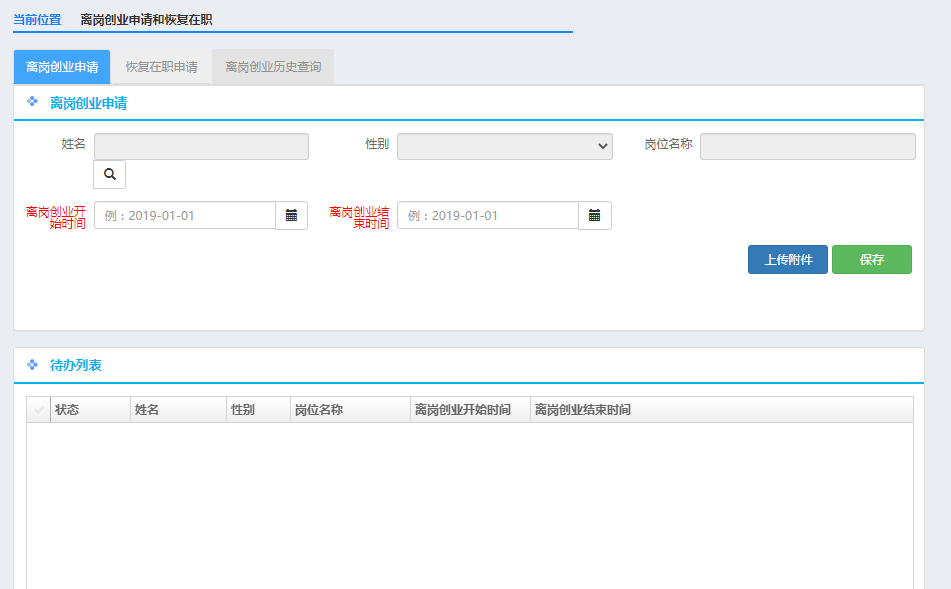 当前位置 离岗创业申请和恢复在职
离岗创业申请 恢复在职申请 离岗创业历史查询
离岗创业申请
姓名 性别 岗位名称
离岗创业开
始时间
例：2019-01-01
离岗创业结
束时间
例：2019-01-01
上传附件 保存
待办列表
状态 姓名 性别 岗位名称 离岗创业开始时间 离岗创业结束时间